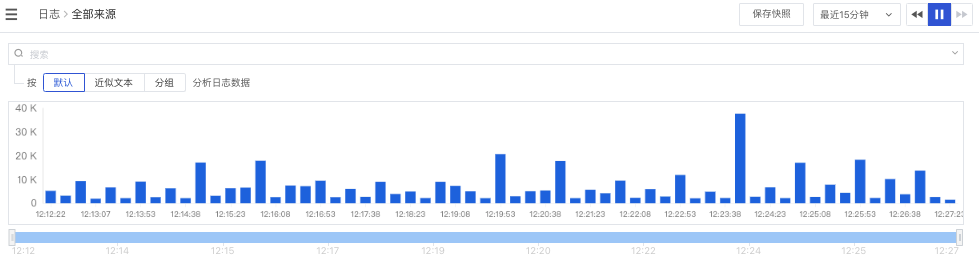 日志 > 全部来源 保存快照 最近15分钟
搜索
按 默认 近似文本 分组 分析日志数据
40 K
30 K
20 K
10 K
0
12:12:22 12:13:07 12:13:53 12:14:38 12:15:23 12:16:08 12:16:53 12:17:38 12:18:23 12:19:08 12:19:53 12:20:38 12:21:23 12:22:08 12:22:53 12:23:38 12:24:23 12:25:08 12:25:53 12:26:38 12:27:23
12:12 12:14 12:15 12:17 12:19 12:20 12:22 12:24 12:25 12:27